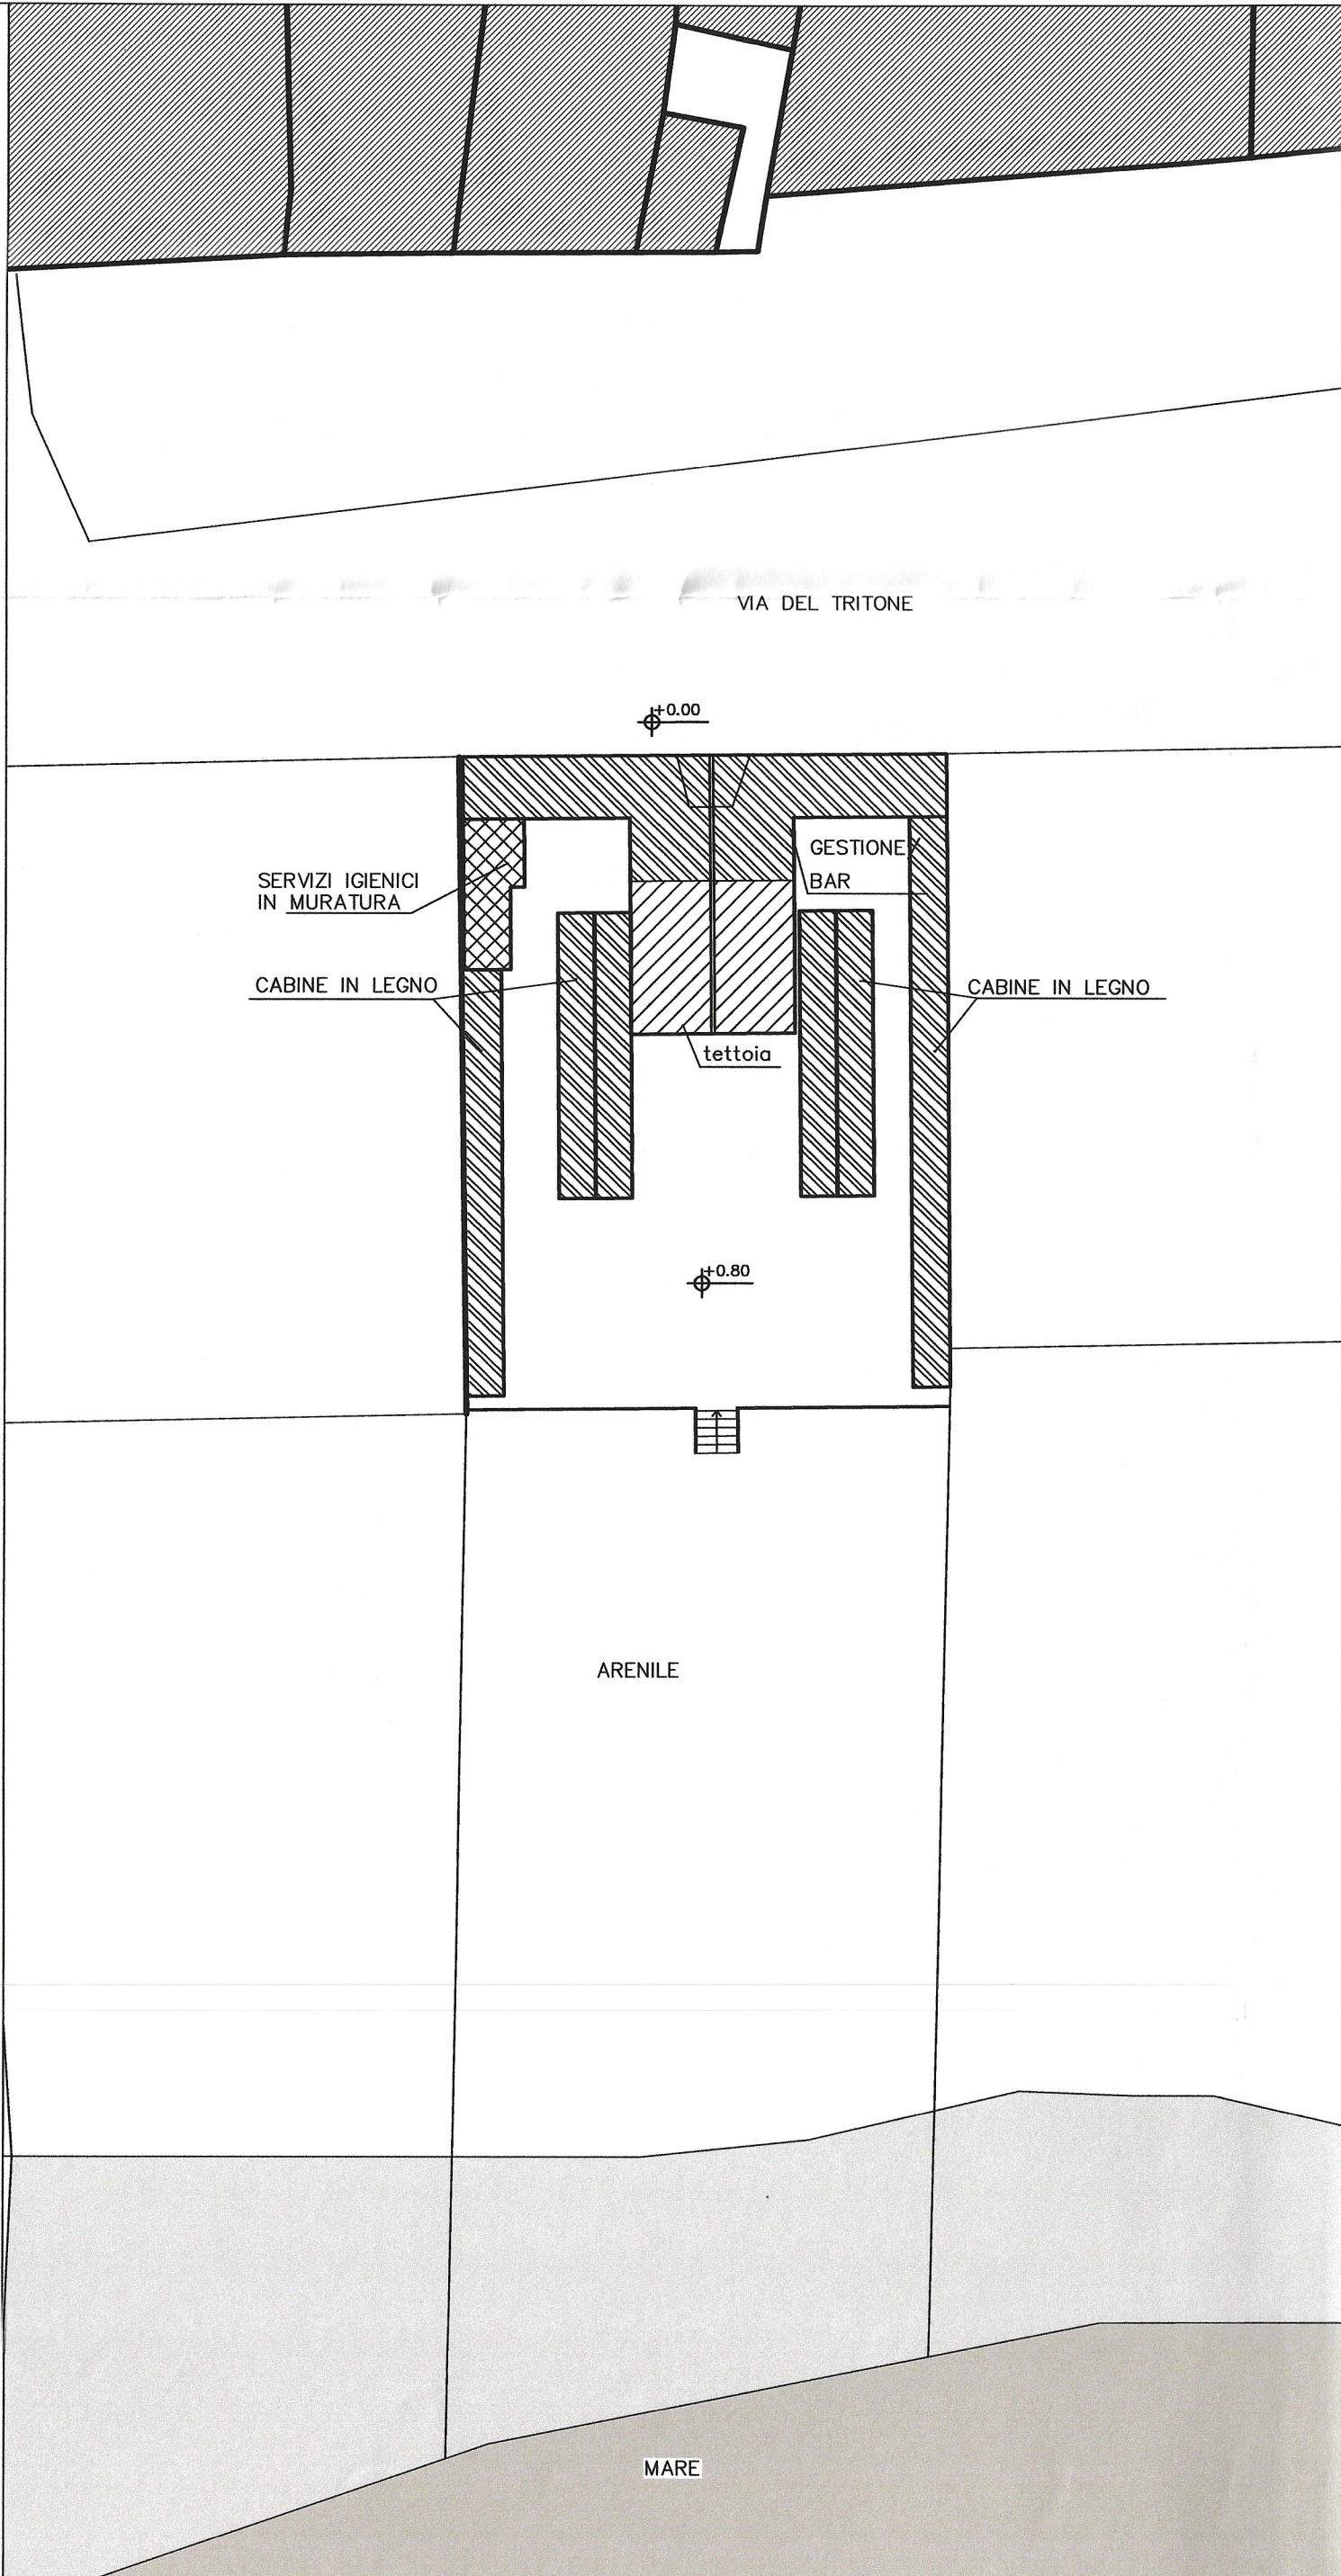 VIA DEL TRITONE
+0.00
GESTIONE
BAR
SERVIZI IGIENICI
IN MURATURA
CABINE IN LEGNO
CABINE IN LEGNO
tettoia
+0.80
ARENILE
MARE